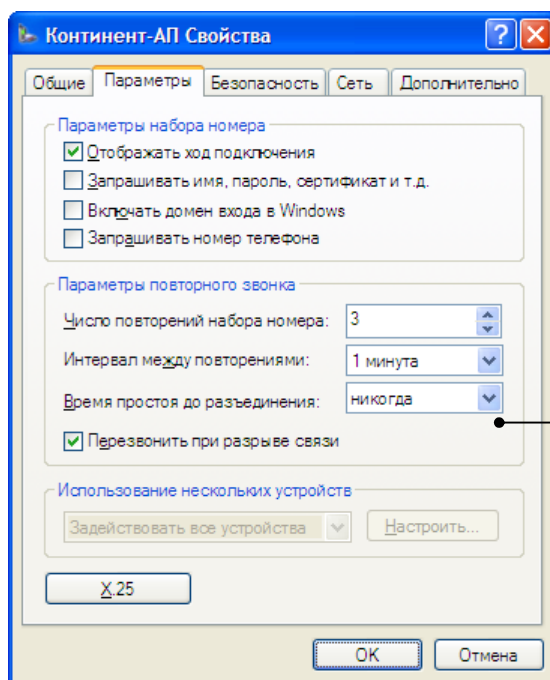 Континент-АП Свойства
Общие Параметры Безопасность Сеть Дополнительно
Параметры набора номера
Отображать ход подключения
Запрашивать имя, пароль, сертификат и т.д.
Включать домен входа в Windows
Запрашивать номер телефона
Параметры повторного звонка
Число повторений набора номера: 3
Интервал между повторениями: 1 минута
Время простоя до разъединения: никогда
Перезвонить при разрыве связи
Использование нескольких устройств
Задействовать все устройства Настроить...
X.25
OK Отмена